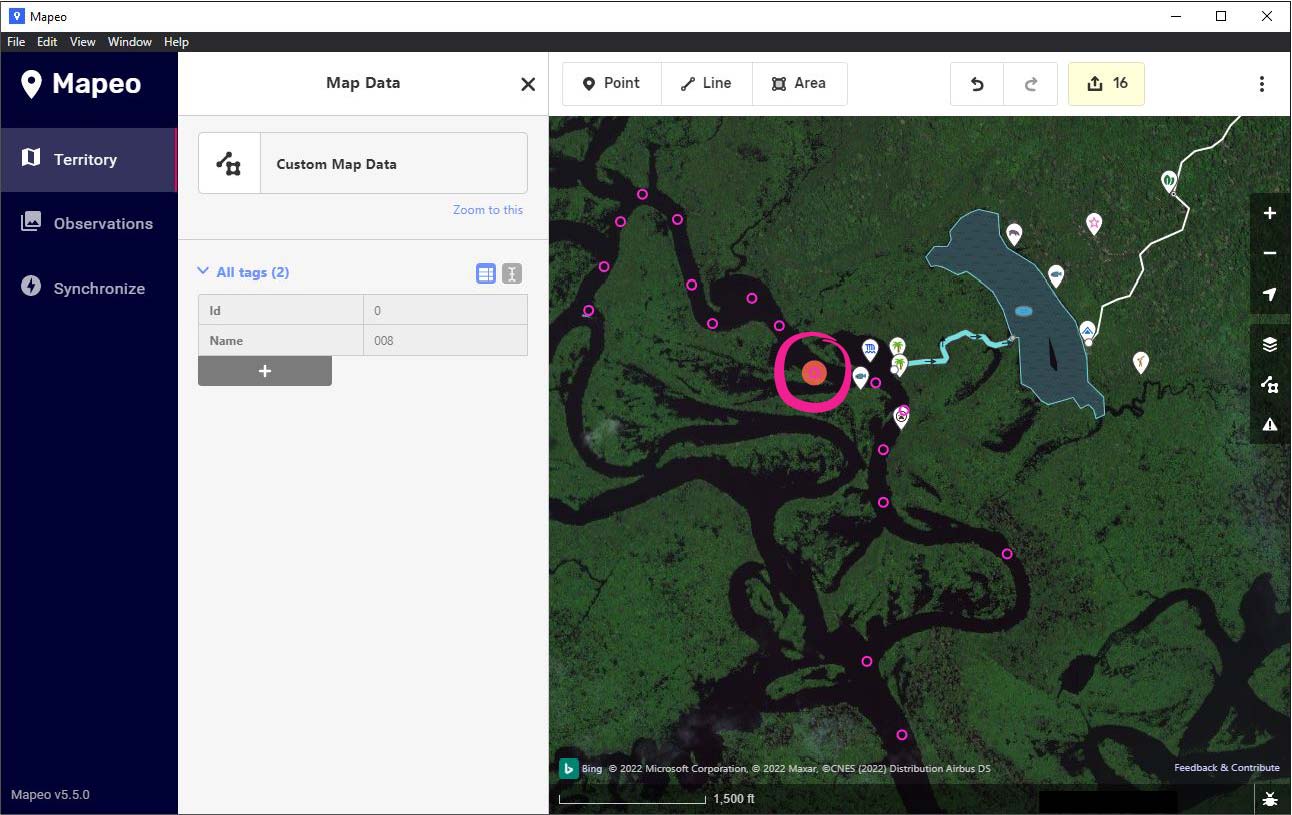 Mapeo
File Edit View Window Help
Mapeo
Territory
Observations
Synchronize
Mapeo v5.5.0
Map Data
Custom Map Data
Zoom to this
All tags (2)
Id 0
Name 008
+
Point Line Area 16
Bing © 2022 Microsoft Corporation, © 2022 Maxar, ©CNES (2022) Distribution Airbus DS
Feedback & Contribute
1,500 ft